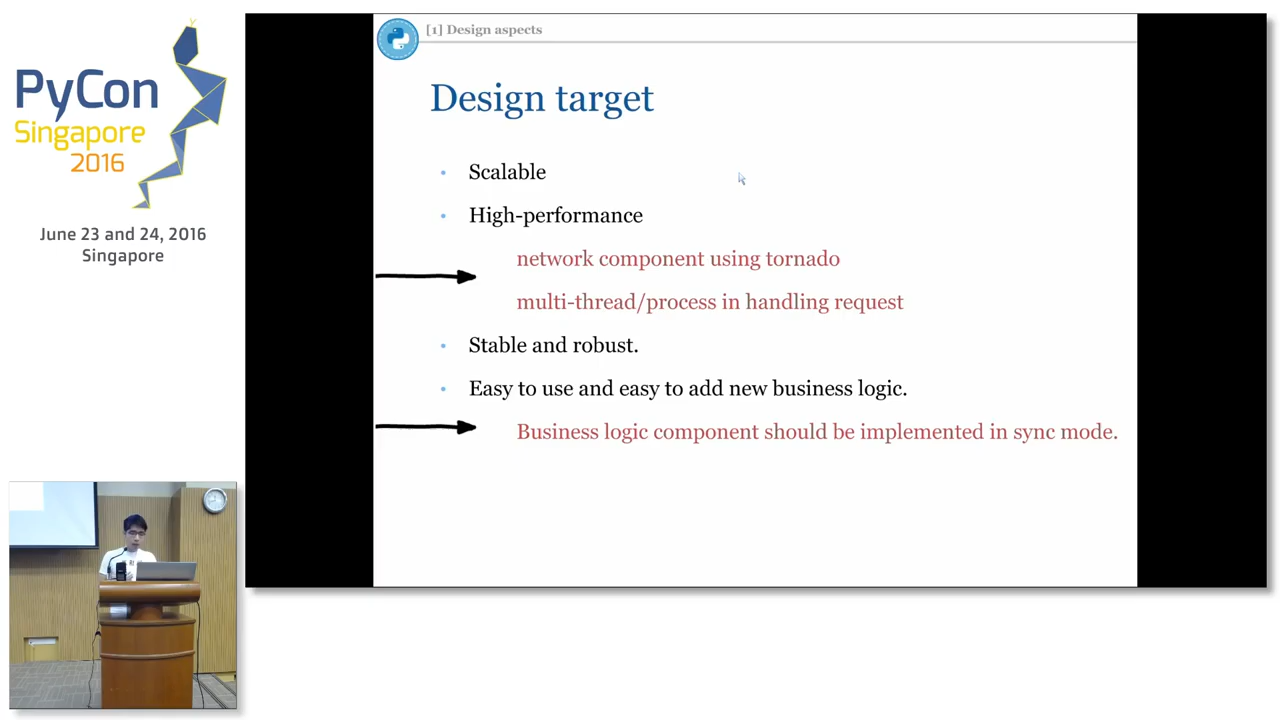 PyCon
Singapore
2016
June 23 and 24, 2016
Singapore
[1] Design aspects
Design target
• Scalable
• High-performance
network component using tornado
multi-thread/process in handling request
• Stable and robust.
• Easy to use and easy to add new business logic.
Business logic component should be implemented in sync mode.